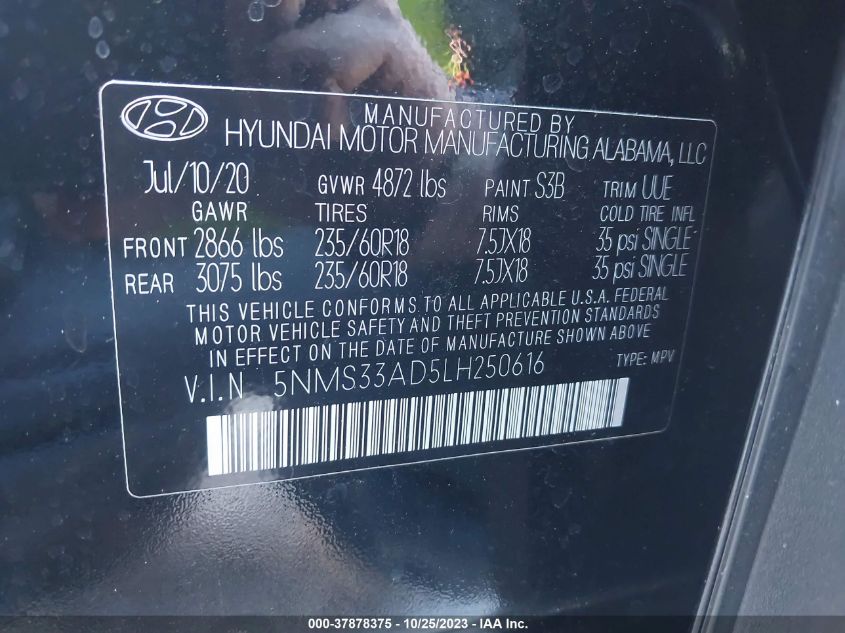 MANUFACTURED BY
HYUNDAI MOTOR MANUFACTURING ALABAMA, LLC
Jul/10/20 GVWR 4872 lbs PAINT S3B TRIM UUE
GAWR TIRES RIMS COLD TIRE INFL
FRONT 2866 lbs 235/60R18 7.5JX18 35 psi SINGLE
REAR 3075 lbs 235/60R18 7.5JX18 35 psi SINGLE
THIS VEHICLE CONFORMS TO ALL APPLICABLE U.S.A. FEDERAL
MOTOR VEHICLE SAFETY AND THEFT PREVENTION STANDARDS
IN EFFECT ON THE DATE OF MANUFACTURE SHOWN ABOVE
V.I.N 5NMS33AD5LH250616 TYPE: MPV
000-37878375 - 10/25/2023 - IAA Inc.